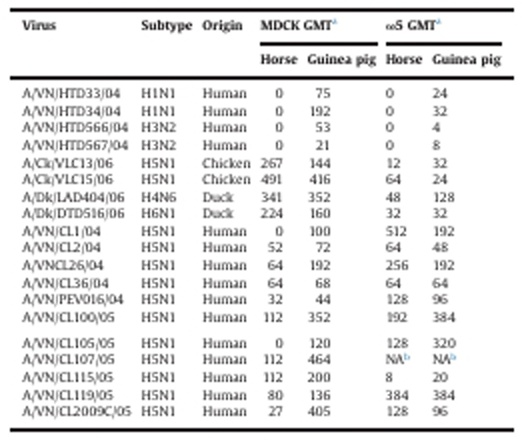 Virus Subtype Origin MDCK GMTᵃ ∞5 GMTᵃ
Horse Guinea pig Horse Guinea pig
A/VN/HTD33/04 H1N1 Human 0 75 0 24
A/VN/HTD34/04 H1N1 Human 0 192 0 32
A/VN/HTD566/04 H3N2 Human 0 53 0 4
A/VN/HTD567/04 H3N2 Human 0 21 0 8
A/Ck/VLC13/06 H5N1 Chicken 267 144 12 32
A/Ck/VLC15/06 H5N1 Chicken 491 416 64 24
A/Dk/LAD404/06 H4N6 Duck 341 352 48 128
A/Dk/DTD516/06 H6N1 Duck 224 160 32 32
A/VN/CL1/04 H5N1 Human 0 100 512 192
A/VN/CL2/04 H5N1 Human 52 72 64 48
A/VNCL26/04 H5N1 Human 64 192 256 192
A/VN/CL36/04 H5N1 Human 64 68 64 64
A/VN/PEV016/04 H5N1 Human 32 44 128 96
A/VN/CL100/05 H5N1 Human 112 352 192 384
A/VN/CL105/05 H5N1 Human 0 120 128 320
A/VN/CL107/05 H5N1 Human 112 464 NAᵇ NAᵇ
A/VN/CL115/05 H5N1 Human 112 200 8 20
A/VN/CL119/05 H5N1 Human 80 136 384 384
A/VN/CL2009C/05 H5N1 Human 27 405 128 96